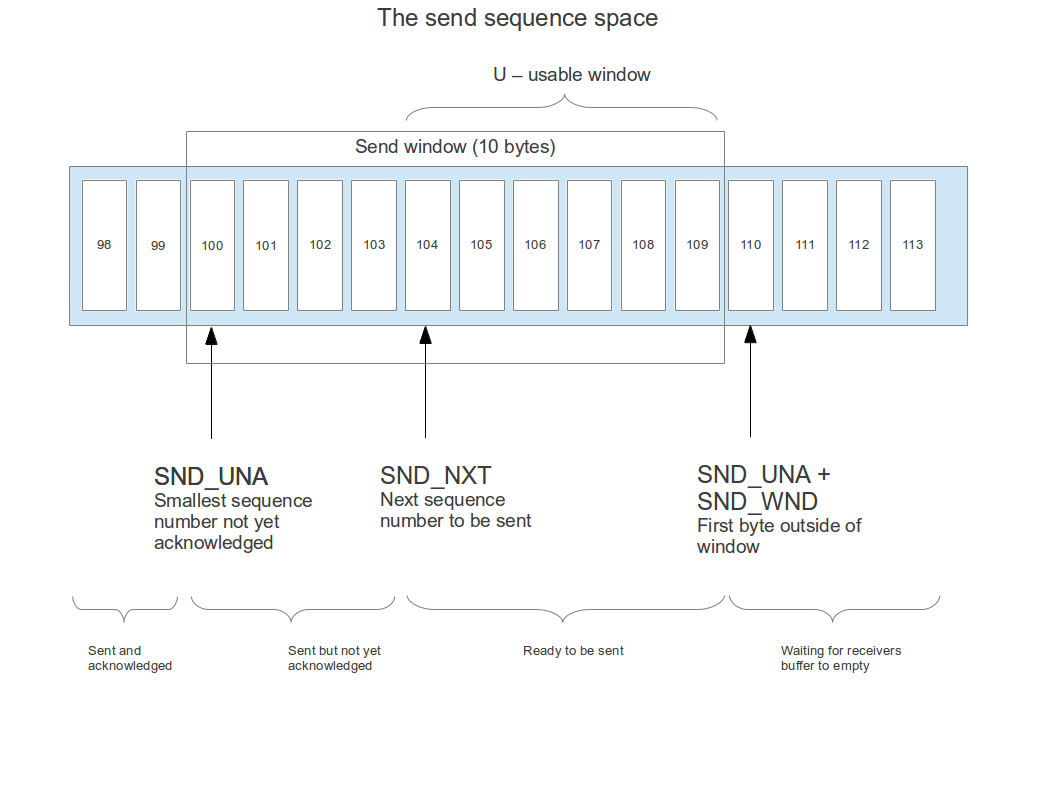 The send sequence space
U – usable window
Send window (10 bytes)
98 99 100 101 102 103 104 105 106 107 108 109 110 111 112 113
SND_UNA
Smallest sequence
number not yet
acknowledged
SND_NXT
Next sequence
number to be sent
SND_UNA +
SND_WND
First byte outside of
window
Sent and
acknowledged
Sent but not yet
acknowledged
Ready to be sent
Waiting for receivers
buffer to empty